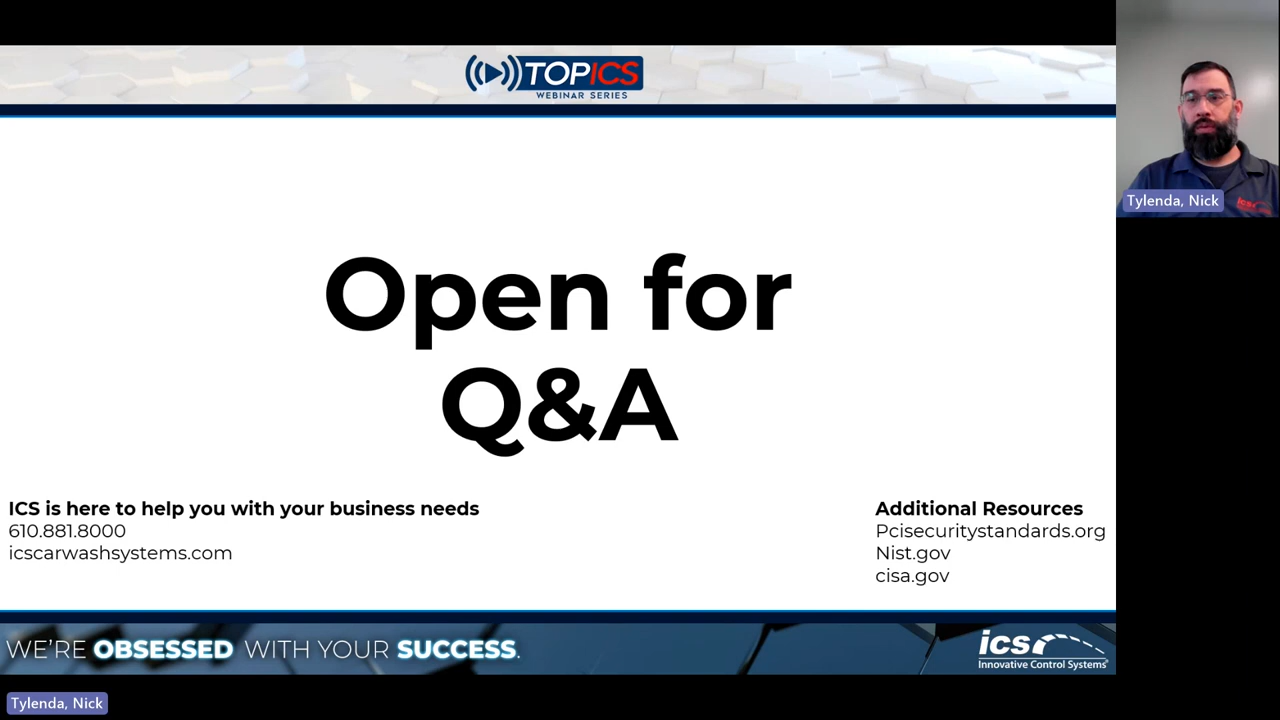 TOPICS
WEBINAR SERIES
Tylenda, Nick
ics
Open for
Q&A
ICS is here to help you with your business needs
610.881.8000
icscarwashsystems.com
Additional Resources
Pcisecuritystandards.org
Nist.gov
cisa.gov
WE'RE OBSESSED WITH YOUR SUCCESS.
ics
Innovative Control Systems
Tylenda, Nick